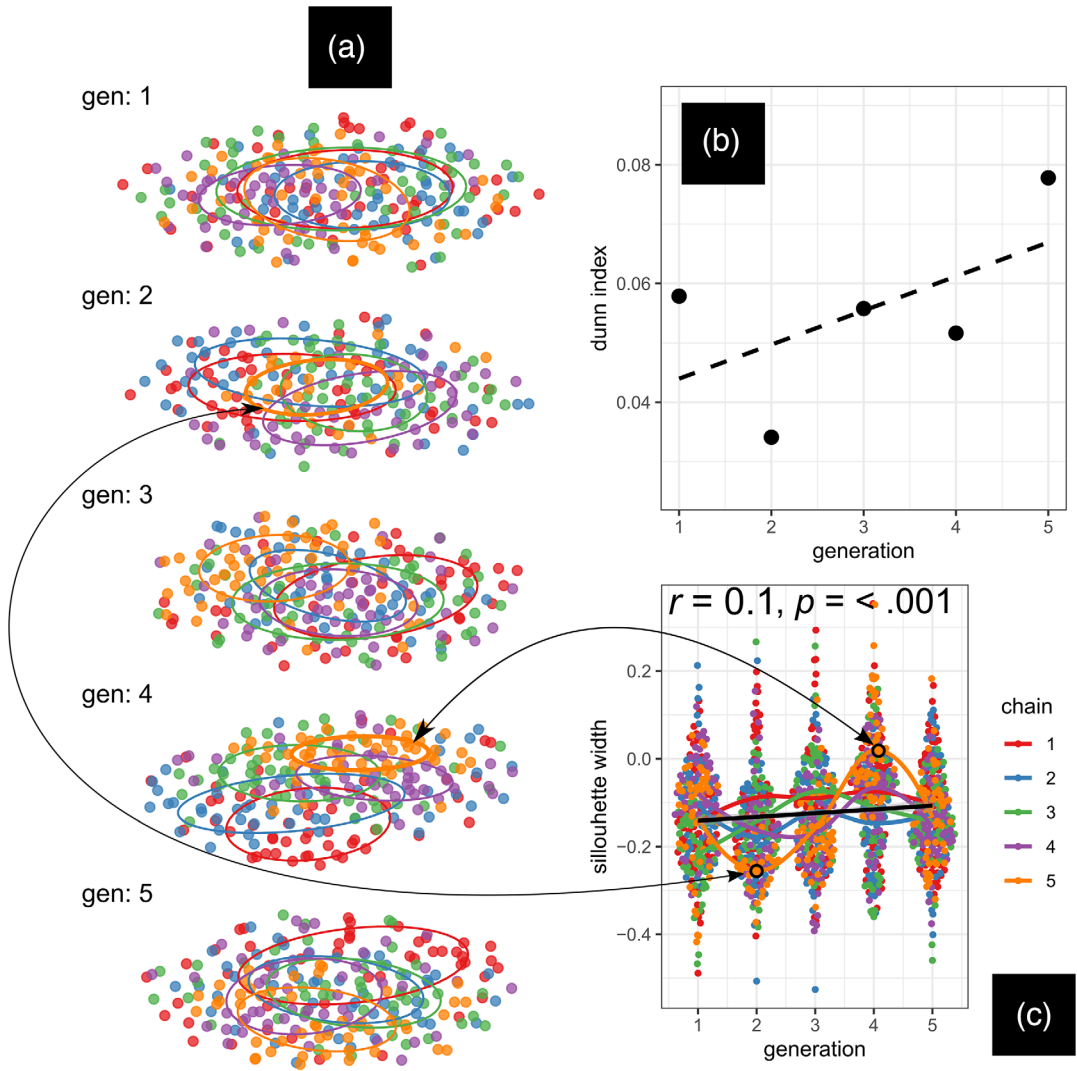 (a)
gen: 1
gen: 2
gen: 3
gen: 4
gen: 5
(b)
dunn index
0.08
0.06
0.04
1 2 3 4 5
generation
r = 0.1, p = < .001
sillouhette width
0.2
0.0
−0.2
−0.4
1 2 3 4 5
generation
chain
1
2
3
4
5
(c)